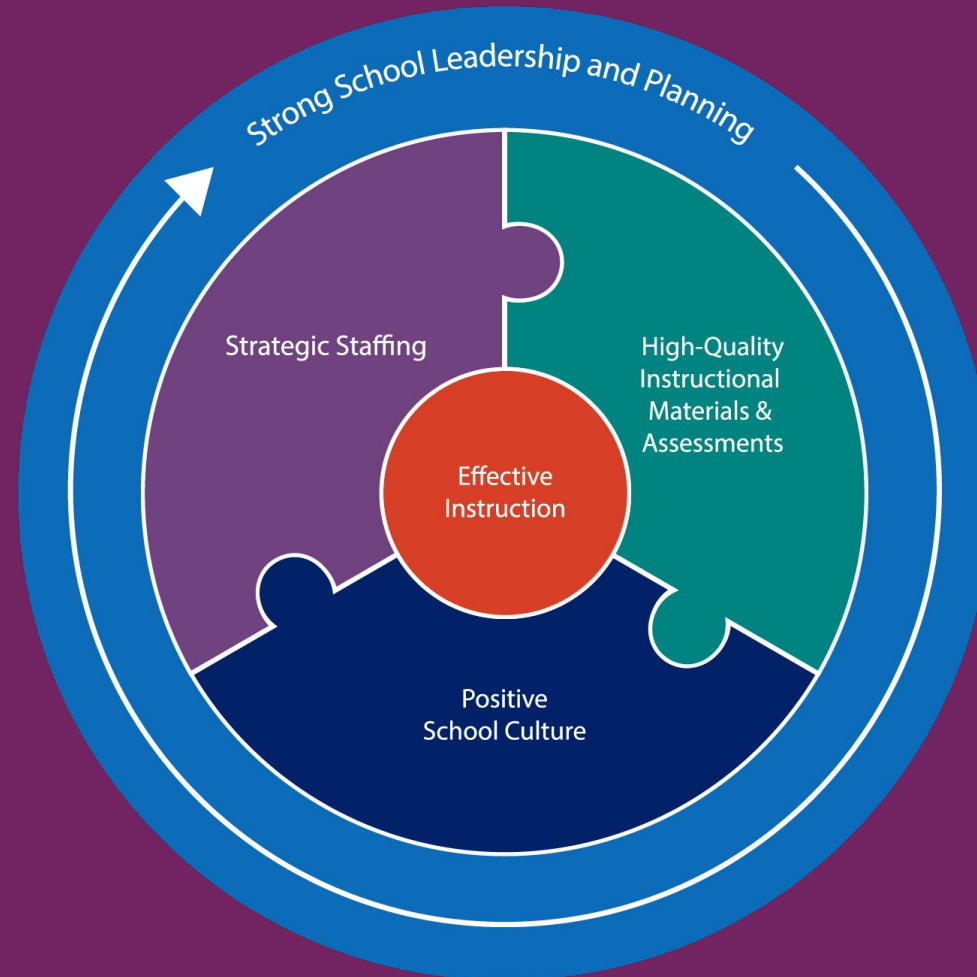 Strong School Leadership and Planning
Strategic Staffing
High-Quality
Instructional
Materials &
Assessments
Effective
Instruction
Positive
School Culture